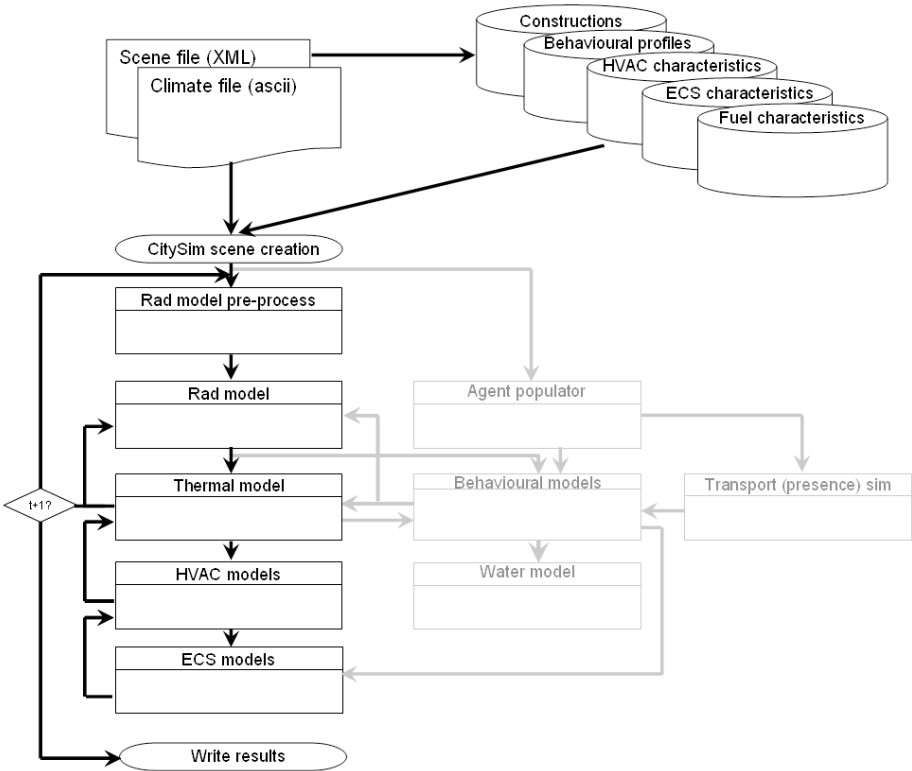 Constructions
Behavioural profiles
HVAC characteristics
ECS characteristics
Fuel characteristics
Scene file (XML)
Climate file (ascii)
CitySim scene creation
Rad model pre-process
Rad model
Agent populator
Thermal model
Behavioural models
Transport (presence) sim
t+1?
HVAC models
Water model
ECS models
Write results